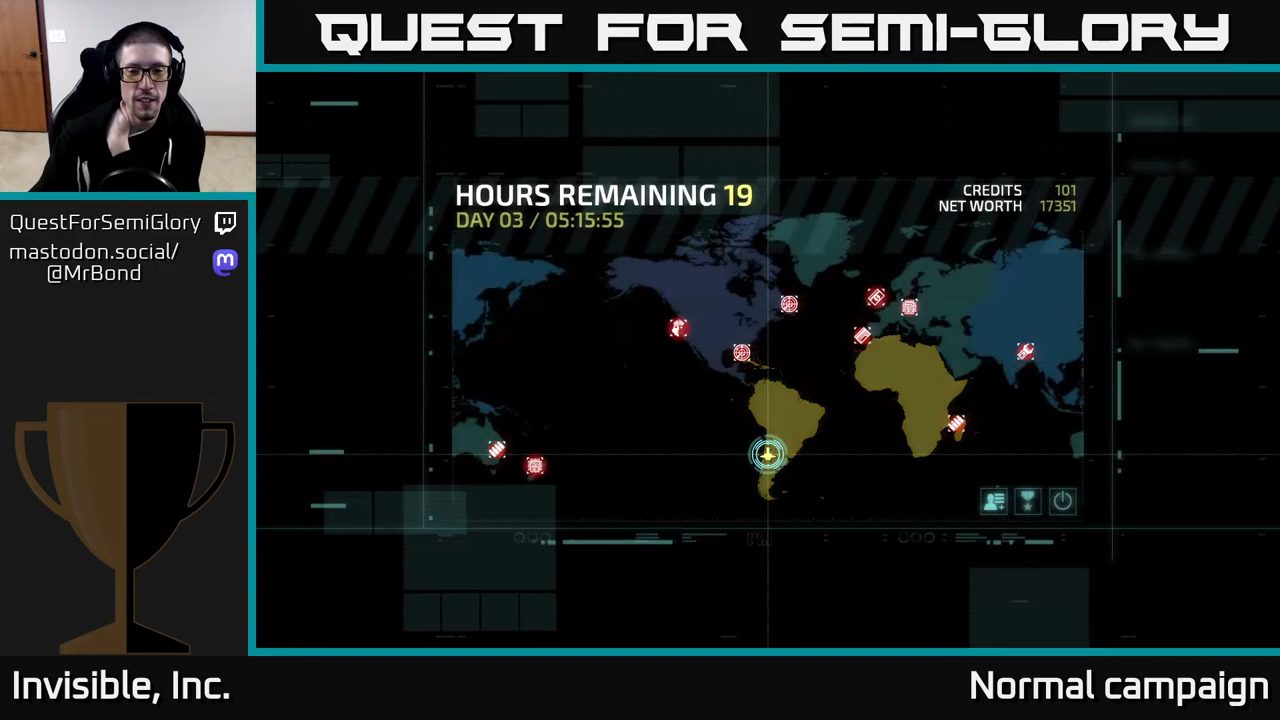 QUEST FOR SEMI-GLORY
HOURS REMAINING 19
DAY 03 / 05:15:55
CREDITS 101
NET WORTH 17351
QuestForSemiGlory
mastodon.social/
@MrBond
Invisible, Inc.
Normal campaign